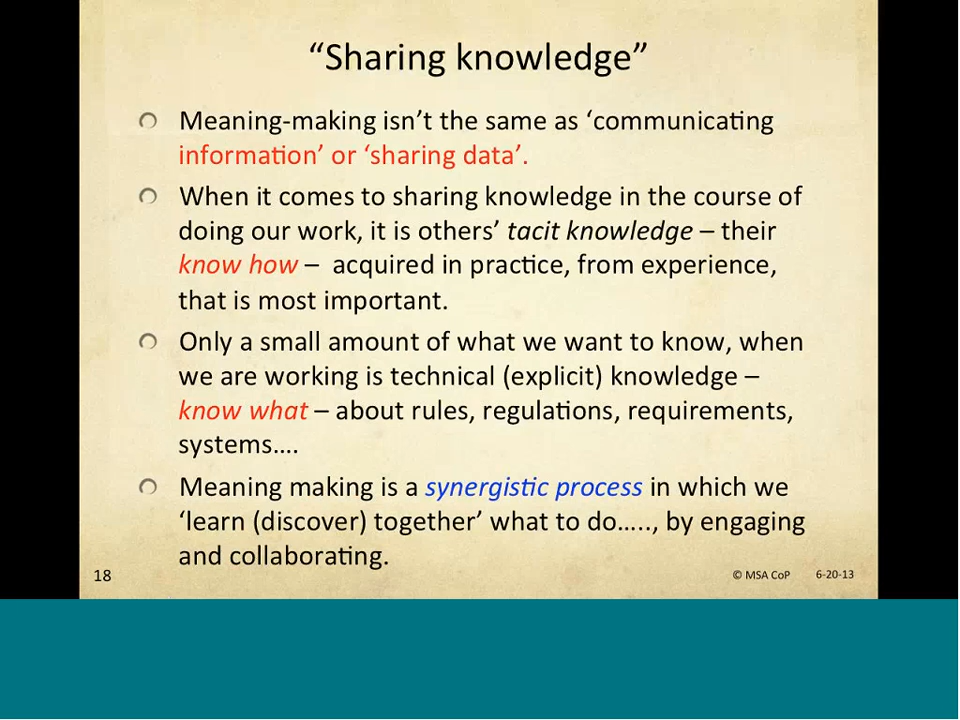 “Sharing knowledge”
Meaning-making isn’t the same as ‘communicating
information’ or ‘sharing data’.
When it comes to sharing knowledge in the course of
doing our work, it is others’ tacit knowledge – their
know how –  acquired in practice, from experience,
that is most important.
Only a small amount of what we want to know, when
we are working is technical (explicit) knowledge –
know what – about rules, regulations, requirements,
systems….
Meaning making is a synergistic process in which we
‘learn (discover) together’ what to do….., by engaging
and collaborating.
18
© MSA CoP 6-20-13